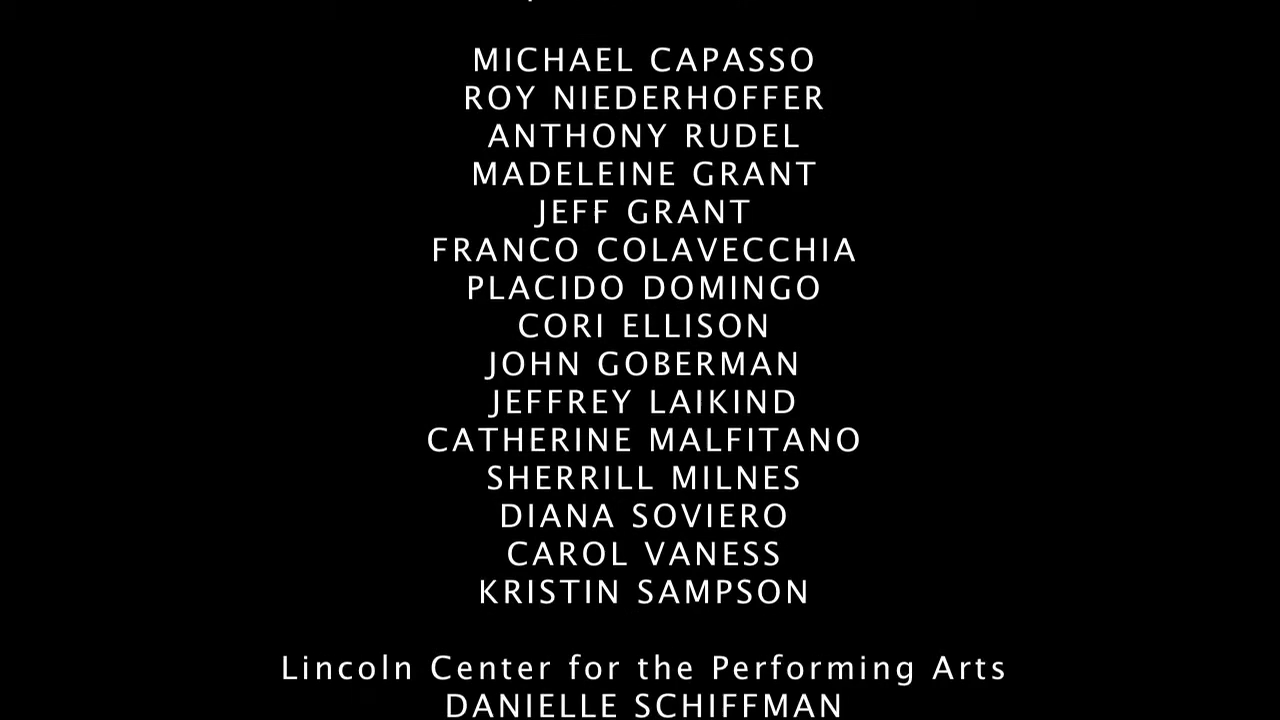 MICHAEL CAPASSO
ROY NIEDERHOFFER
ANTHONY RUDEL
MADELEINE GRANT
JEFF GRANT
FRANCO COLAVECCHIA
PLACIDO DOMINGO
CORI ELLISON
JOHN GOBERMAN
JEFFREY LAIKIND
CATHERINE MALFITANO
SHERRILL MILNES
DIANA SOVIERO
CAROL VANESS
KRISTIN SAMPSON
Lincoln Center for the Performing Arts
DANIELLE SCHIFFMAN